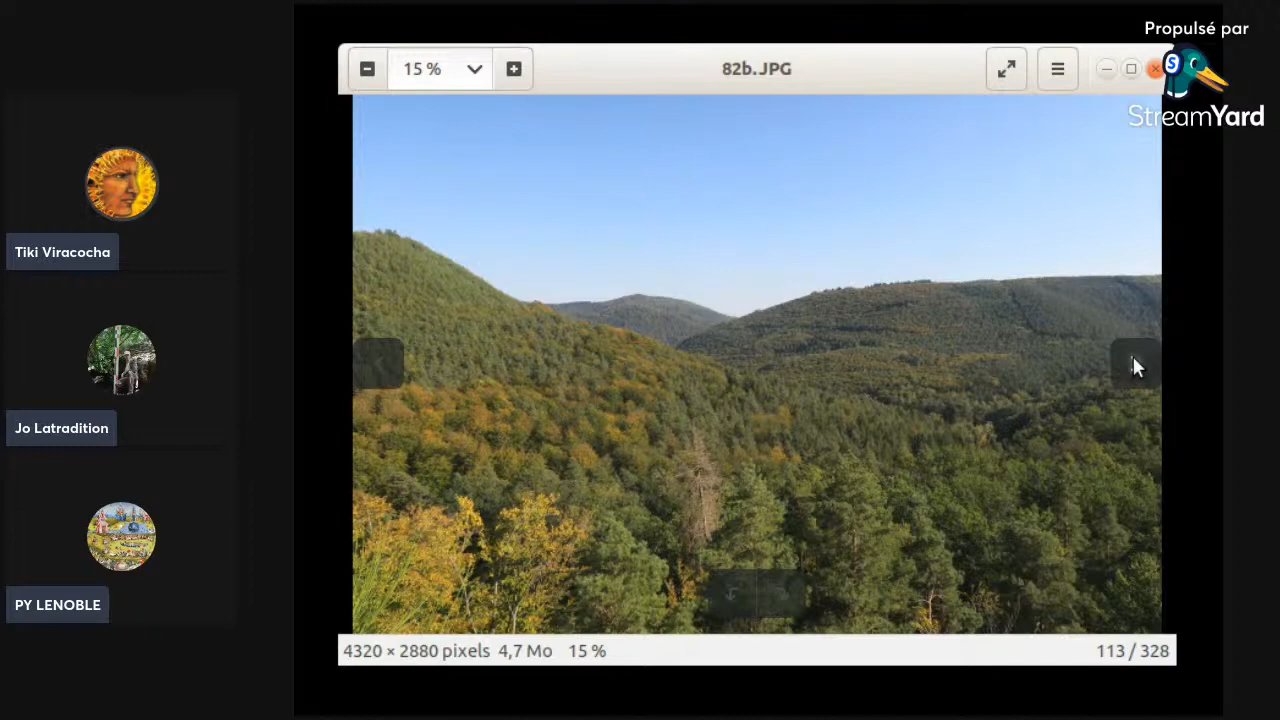 Propulsé par
StreamYard
15 %
82b.JPG
Tiki Viracocha
Jo Latradition
PY LENOBLE
4320 × 2880 pixels 4,7 Mo 15 %
113 / 328